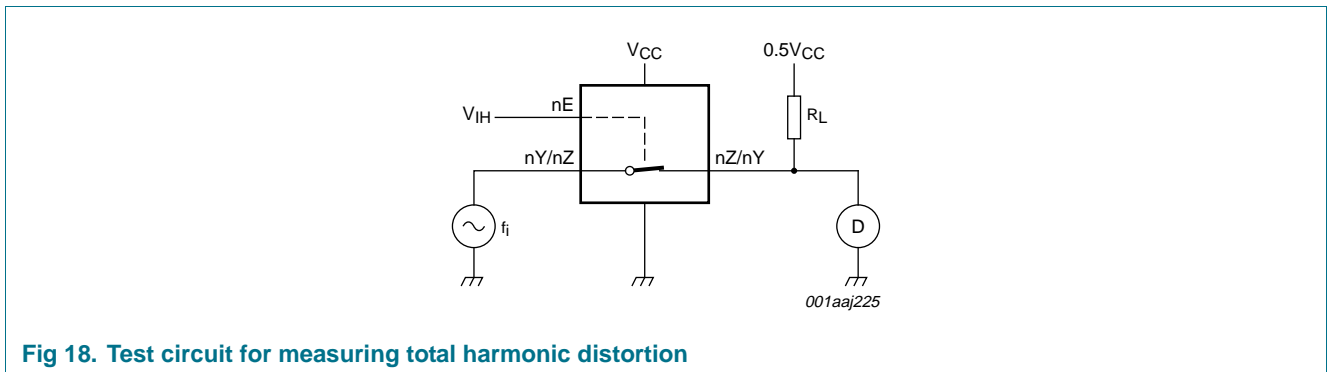 VCC
0.5VCC
nE
VIH
RL
nY/nZ
nZ/nY
fi
D
001aaj225
Fig 18. Test circuit for measuring total harmonic distortion